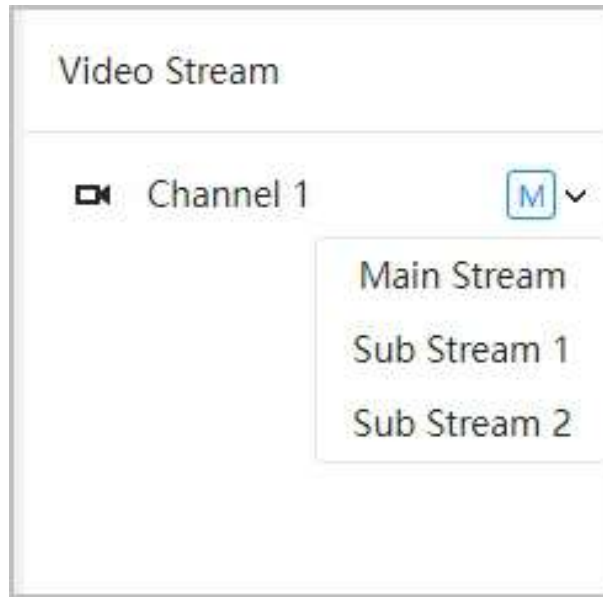 Video Stream
Channel 1 M
Main Stream
Sub Stream 1
Sub Stream 2